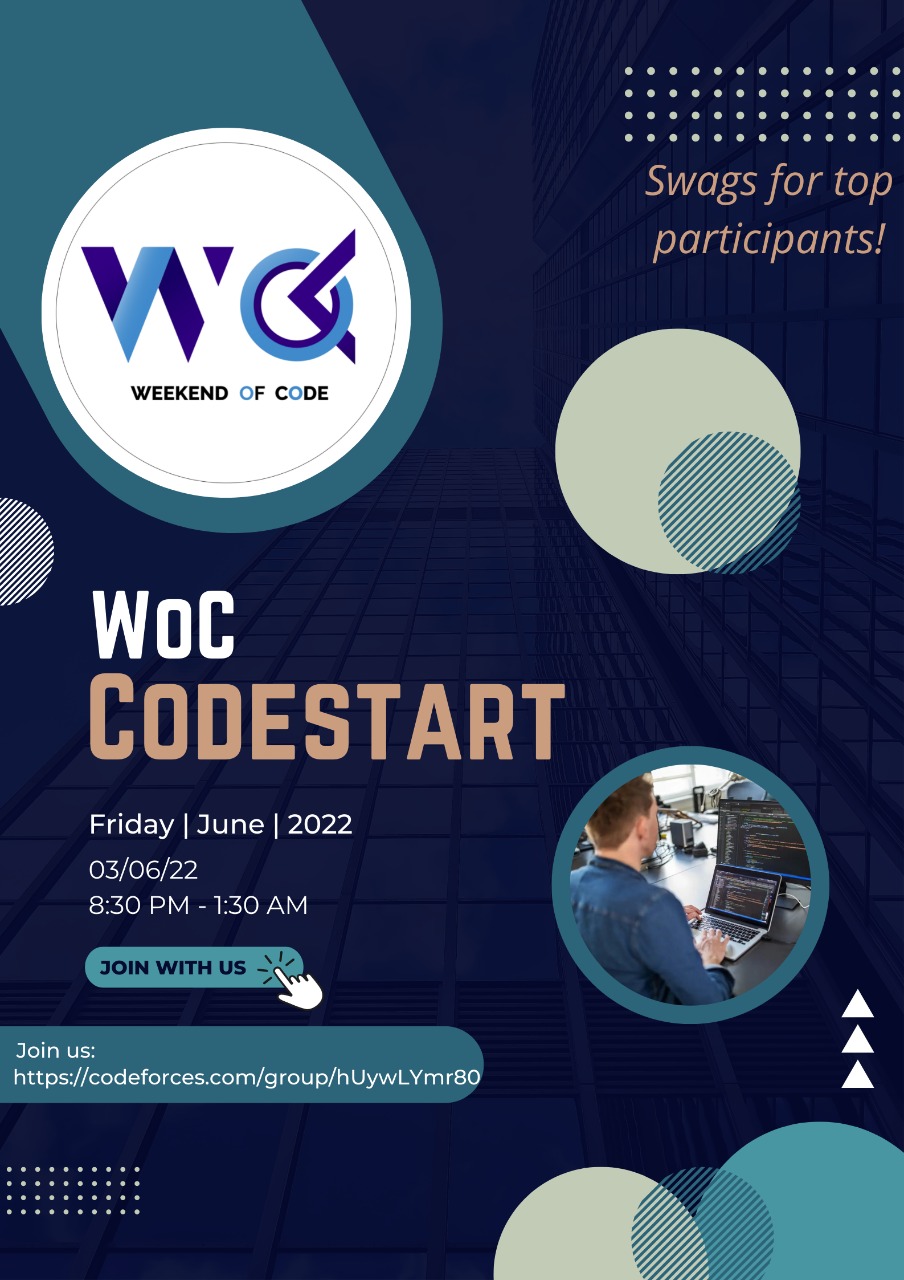 Swags for top
participants!
WEEKEND OF CODE
WoC
Codestart
Friday | June | 2022
03/06/22
8:30 PM - 1:30 AM
JOIN WITH US
Join us:
https://codeforces.com/group/hUywLYmr80